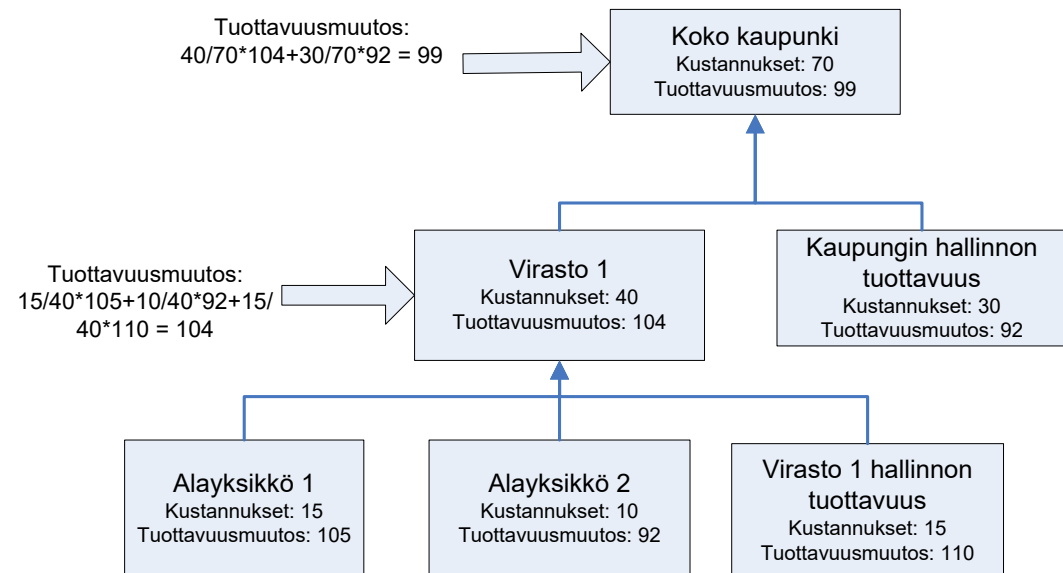 Tuottavuusmuutos:
40/70*104+30/70*92 = 99
Koko kaupunki
Kustannukset: 70
Tuottavuusmuutos: 99
Tuottavuusmuutos:
15/40*105+10/40*92+15/
40*110 = 104
Virasto 1
Kustannukset: 40
Tuottavuusmuutos: 104
Kaupungin hallinnon
tuottavuus
Kustannukset: 30
Tuottavuusmuutos: 92
Alayksikkö 1
Kustannukset: 15
Tuottavuusmuutos: 105
Alayksikkö 2
Kustannukset: 10
Tuottavuusmuutos: 92
Virasto 1 hallinnon
tuottavuus
Kustannukset: 15
Tuottavuusmuutos: 110